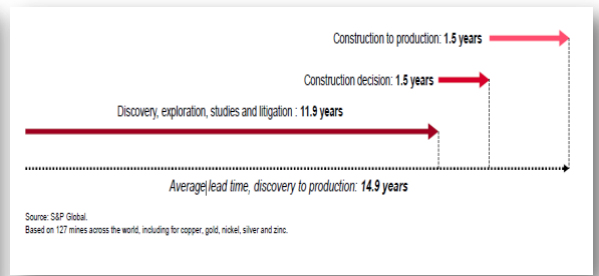 Construction to production: 1.5 years
Construction decision: 1.5 years
Discovery, exploration, studies and litigation : 11.9 years
Average|lead time, discovery to production: 14.9 years
Source: S&P Global.
Based on 127 mines across the world, including for copper, gold, nickel, silver and zinc.